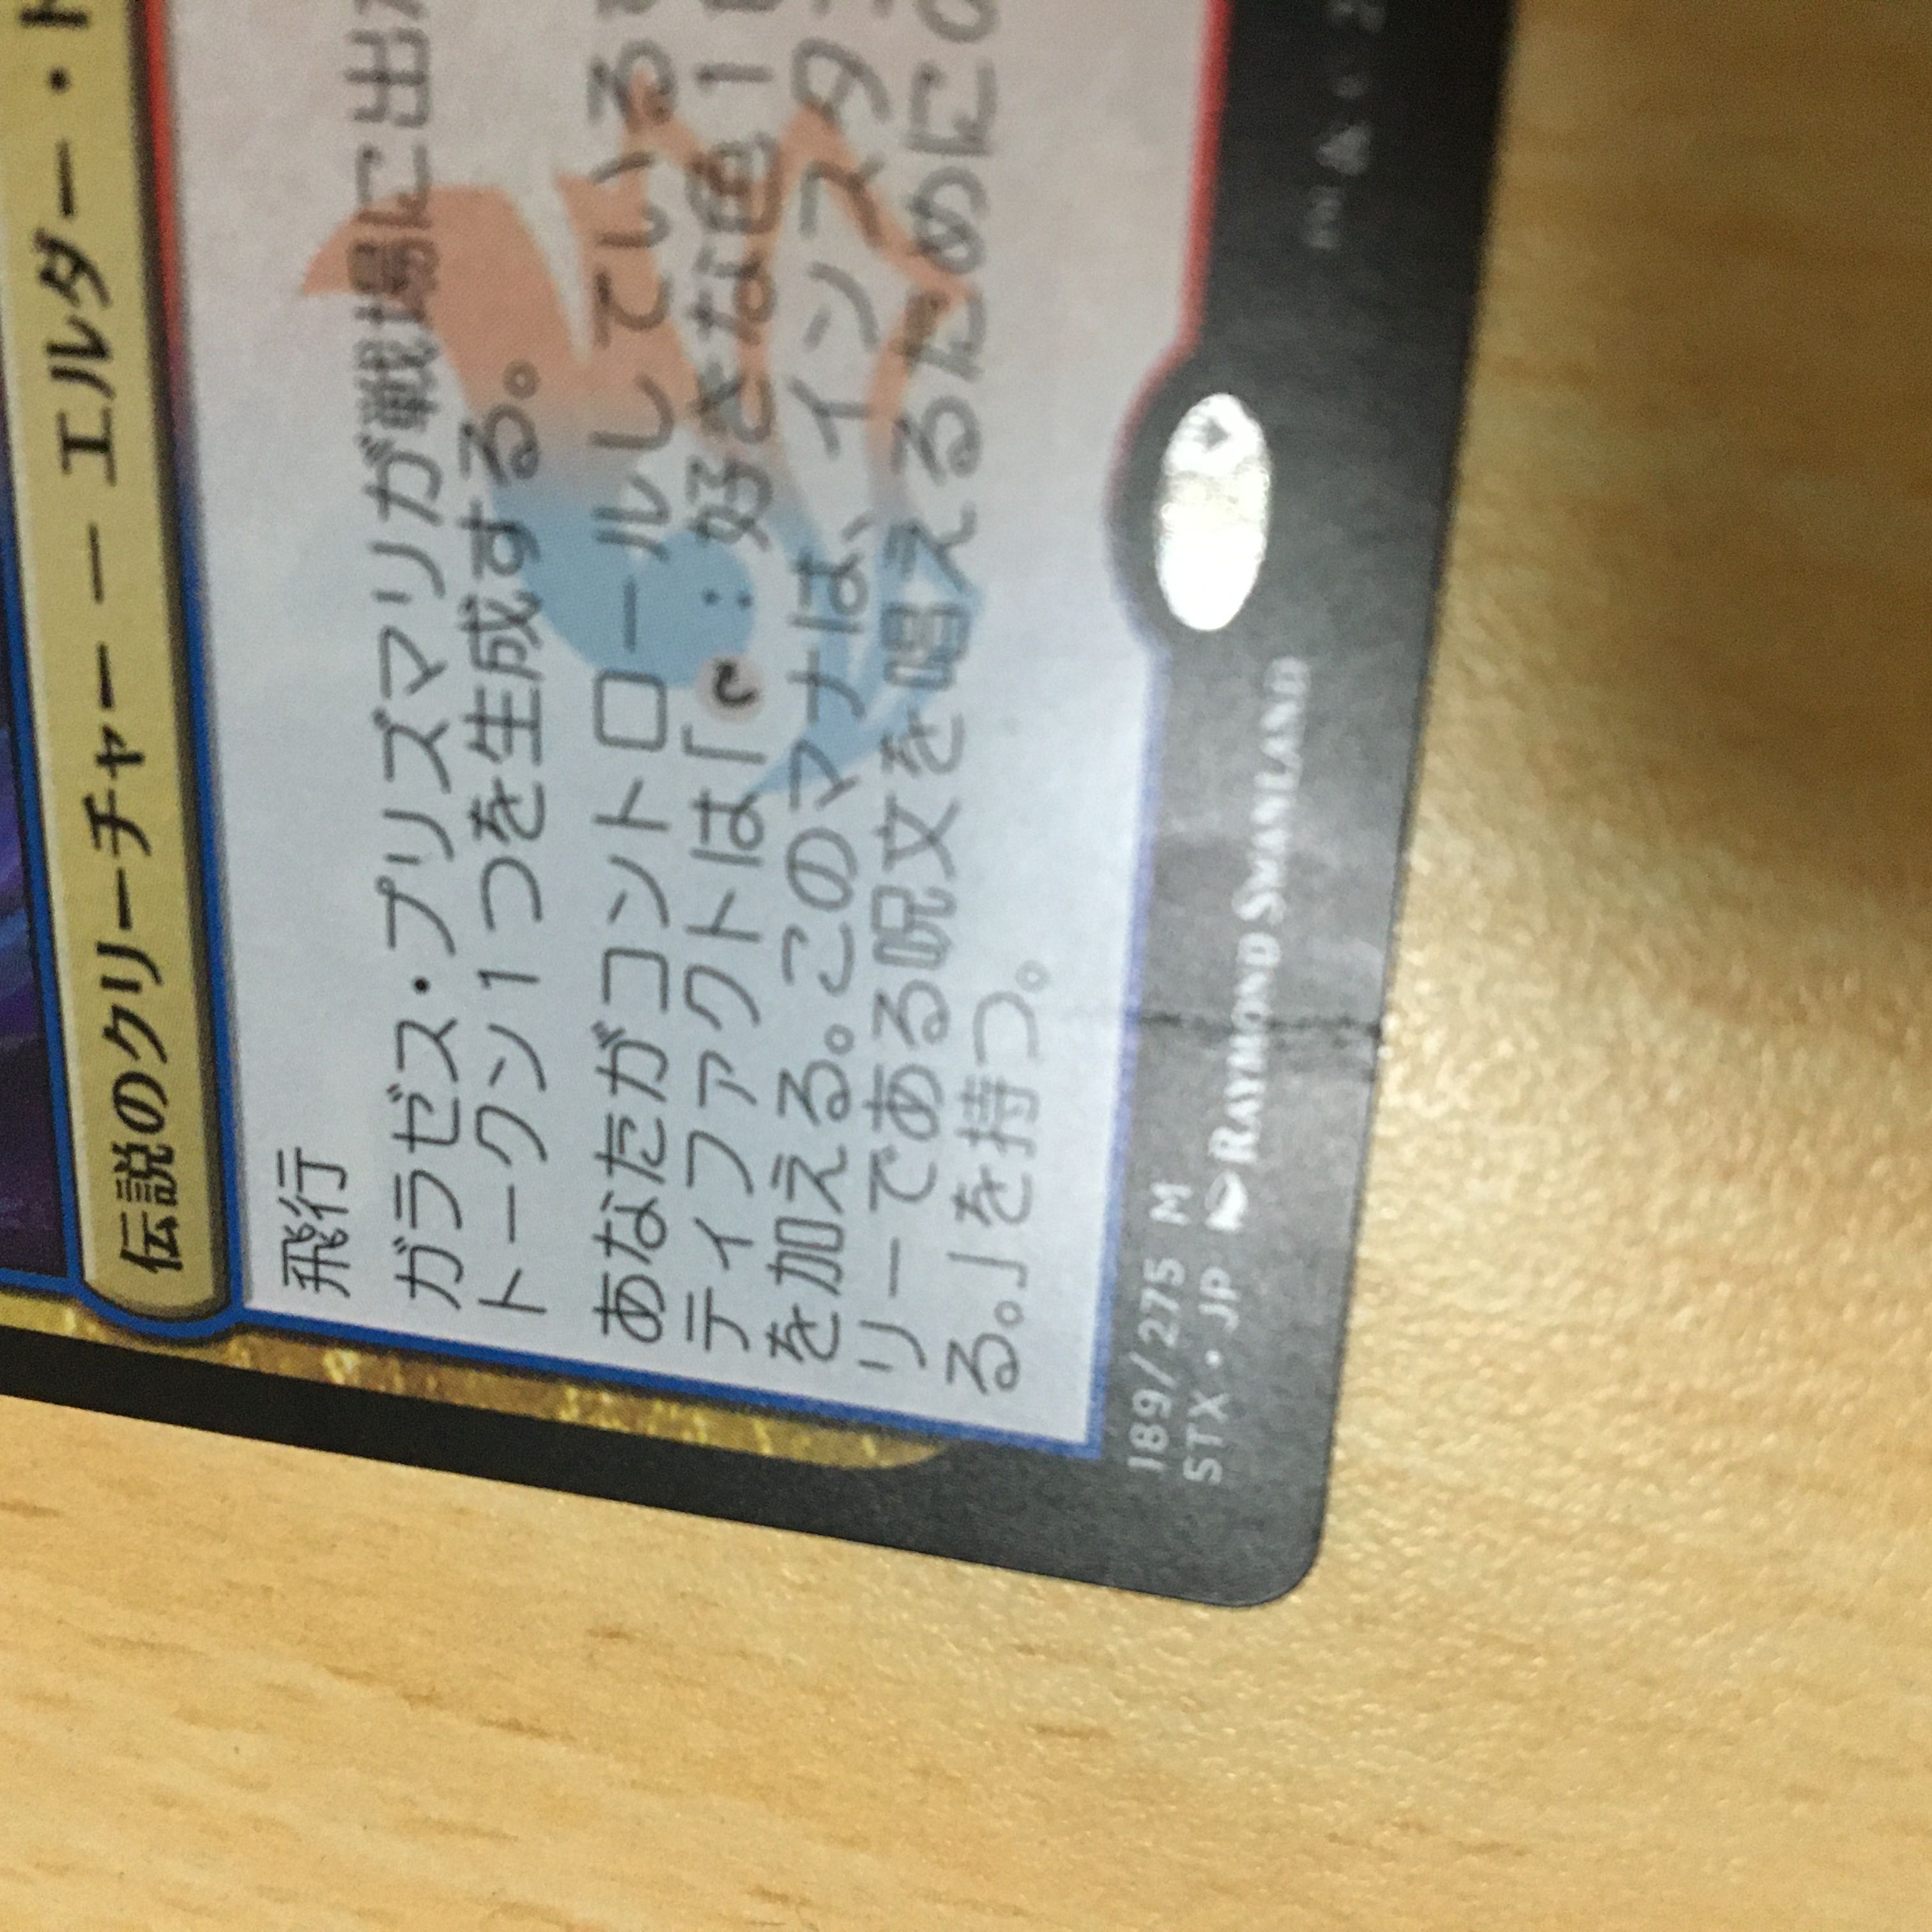 伝説のクリーチャー — エルダー・
飛行
ガラゼス・プリズマリが戦場に出
トークン１つを生成する。
あなたがコントロールしている
ティファクトは「：好きな色１
を加える。このマナは、インスタ
リーである呪文を唱えるためにの
る。」を持つ。
189/275 M
STX・JP RAYMOND SWANLAND